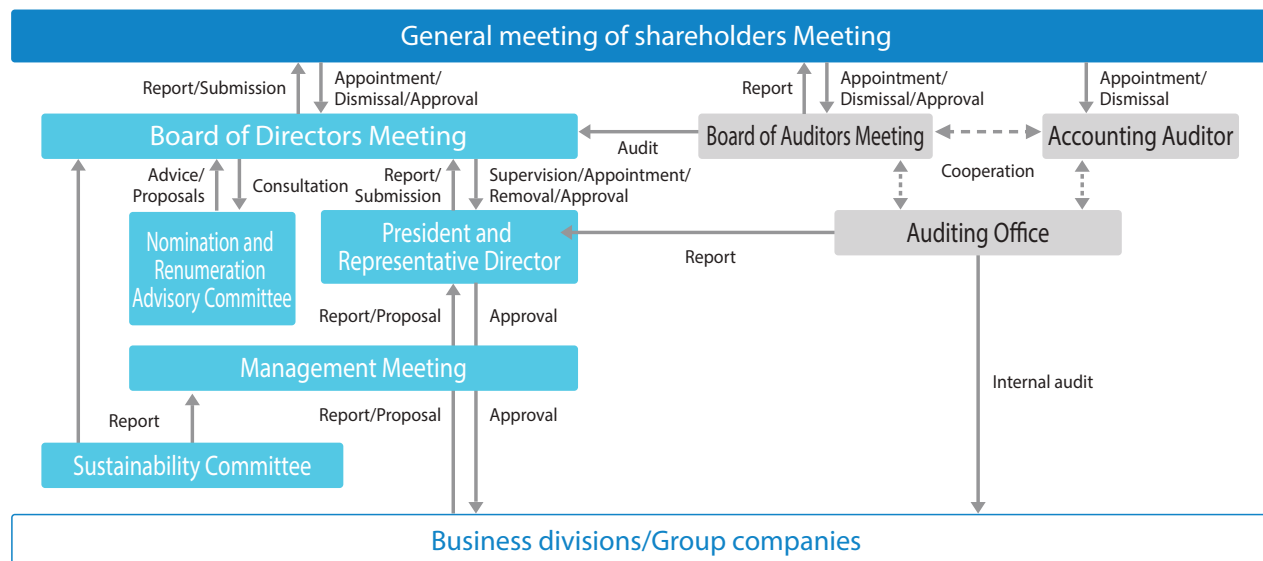 General meeting of shareholders Meeting
Report/Submission
Appointment/
Dismissal/Approval
Report
Appointment/
Dismissal/Approval
Appointment/
Dismissal
Board of Directors Meeting
Audit
Board of Auditors Meeting
Accounting Auditor
Cooperation
Advice/
Proposals
Consultation
Report/
Submission
Supervision/Appointment/
Removal/Approval
Nomination and
Renumeration
Advisory Committee
President and
Representative Director
Report
Auditing Office
Report/Proposal
Approval
Management Meeting
Internal audit
Report
Report/Proposal
Approval
Sustainability Committee
Business divisions/Group companies